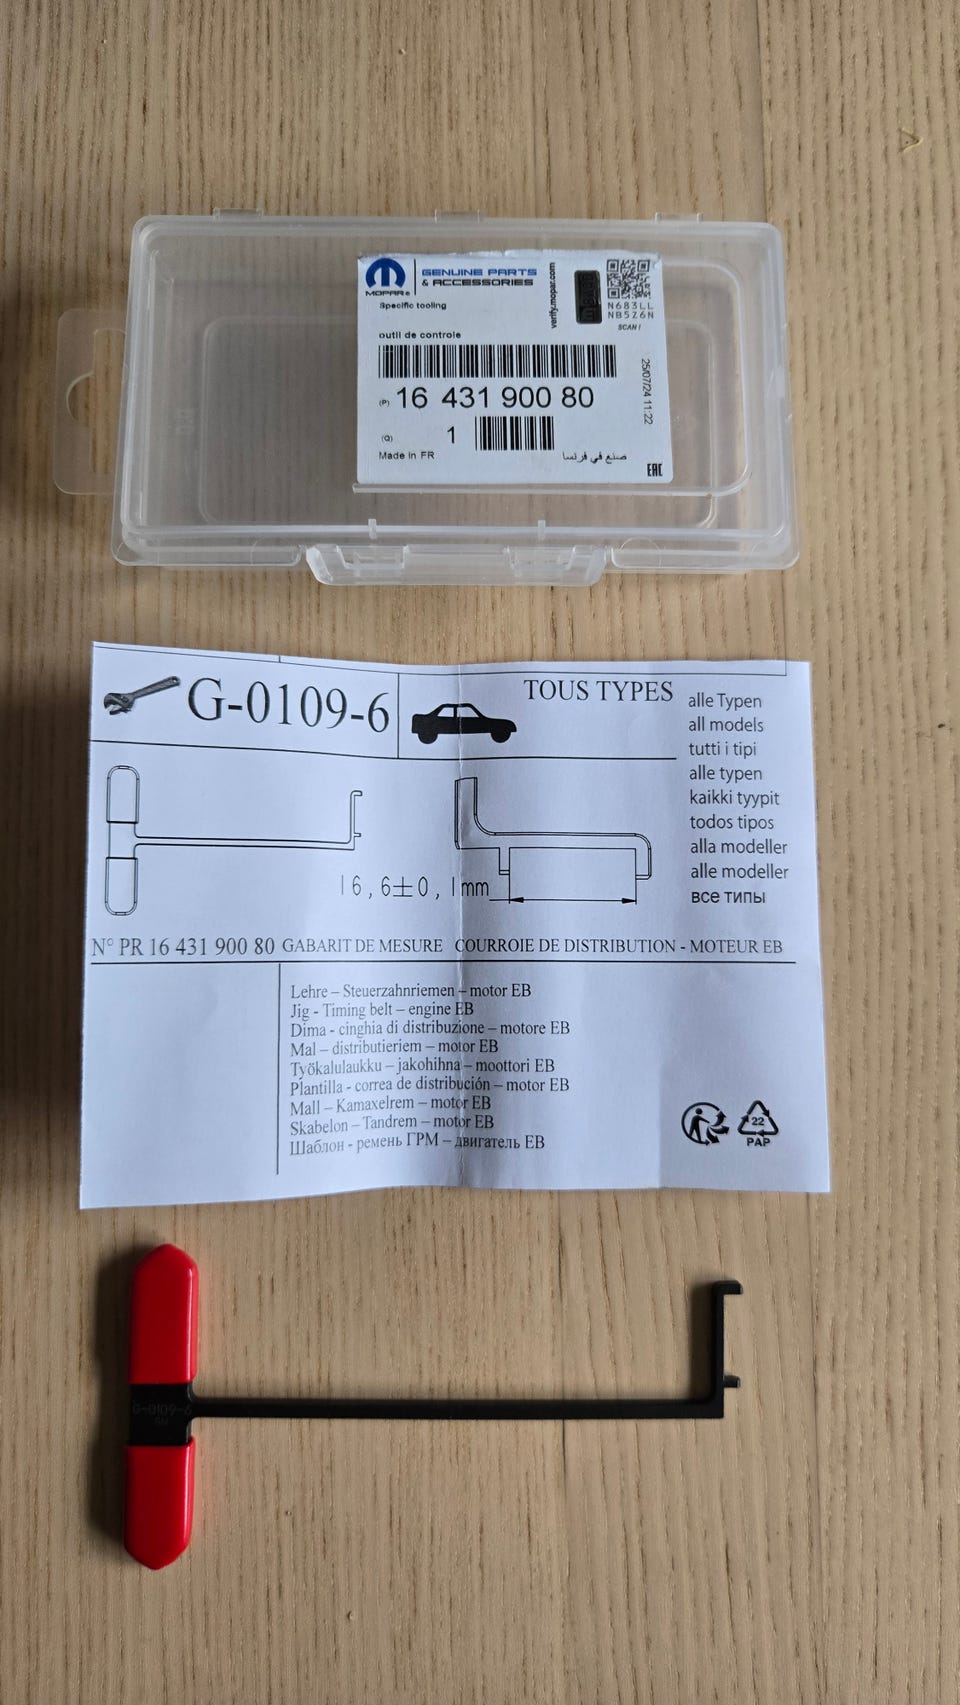 MOPAR®
GENUINE PARTS
& ACCESSORIES
Specific tooling
verify.mopar.com
N683LL
NB5Z6N
SCAN !
outil de controle
(P) 16 431 900 80
25/07/24 11:22
(Q) 1
Made in FR
صنع في فرنسا
EAC
G-0109-6
TOUS TYPES
alle Typen
all models
tutti i tipi
alle typen
kaikki tyypit
todos tipos
alla modeller
alle modeller
все типы
16,6±0,1mm
N° PR 16 431 900 80 GABARIT DE MESURE COURROIE DE DISTRIBUTION - MOTEUR EB
Lehre – Steuerzahnriemen – motor EB
Jig - Timing belt – engine EB
Dima - cinghia di distribuzione – motore EB
Mal – distributieriem – motor EB
Työkalulaukku – jakohihna – moottori EB
Plantilla - correa de distribución – motor EB
Mall – Kamaxelrem – motor EB
Skabelon – Tandrem – motor EB
Шаблон - ремень ГРМ – двигатель EB
22
PAP
G-0109-6